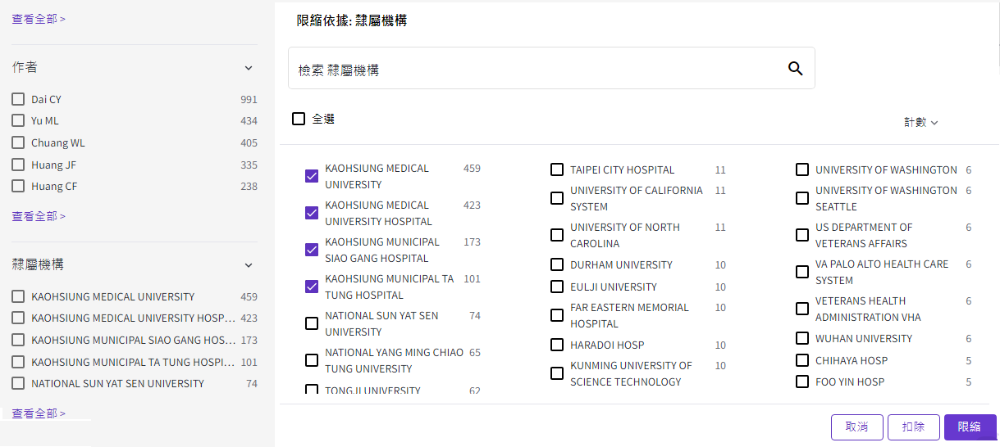 查看全部 >
作者
Dai CY 991
Yu ML 434
Chuang WL 405
Huang JF 335
Huang CF 238
查看全部 >
隸屬機構
KAOHSIUNG MEDICAL UNIVERSITY 459
KAOHSIUNG MEDICAL UNIVERSITY HOSP... 423
KAOHSIUNG MUNICIPAL SIAO GANG HOS... 173
KAOHSIUNG MUNICIPAL TA TUNG HOSPI... 101
NATIONAL SUN YAT SEN UNIVERSITY 74
查看全部 >
限縮依據: 隸屬機構
檢索 隸屬機構
全選
計數
KAOHSIUNG MEDICAL 459
UNIVERSITY
KAOHSIUNG MEDICAL 423
UNIVERSITY HOSPITAL
KAOHSIUNG MUNICIPAL 173
SIAO GANG HOSPITAL
KAOHSIUNG MUNICIPAL TA 101
TUNG HOSPITAL
NATIONAL SUN YAT SEN 74
UNIVERSITY
NATIONAL YANG MING CHIAO 65
TUNG UNIVERSITY
TONGJI UNIVERSITY 62
TAIPEI CITY HOSPITAL 11
UNIVERSITY OF CALIFORNIA 11
SYSTEM
UNIVERSITY OF NORTH 11
CAROLINA
DURHAM UNIVERSITY 10
EULJI UNIVERSITY 10
FAR EASTERN MEMORIAL 10
HOSPITAL
HARADOI HOSP 10
KUNMING UNIVERSITY OF 10
SCIENCE TECHNOLOGY
UNIVERSITY OF WASHINGTON 6
UNIVERSITY OF WASHINGTON 6
SEATTLE
US DEPARTMENT OF 6
VETERANS AFFAIRS
VA PALO ALTO HEALTH CARE 6
SYSTEM
VETERANS HEALTH 6
ADMINISTRATION VHA
WUHAN UNIVERSITY 6
CHIHAYA HOSP 5
FOO YIN HOSP 5
取消 扣除 限縮